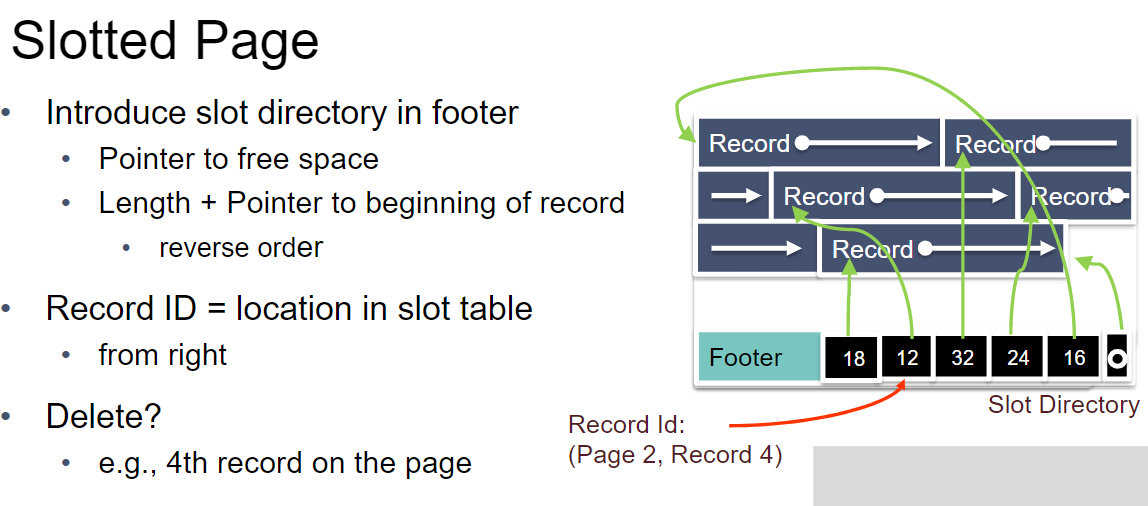 Slotted Page
Introduce slot directory in footer
Pointer to free space
Length + Pointer to beginning of record
reverse order
Record ID = location in slot table
from right
Delete?
e.g., 4th record on the page
Record Record
Record Record
Record
Footer 18 12 32 24 16
Slot Directory
Record Id:
(Page 2, Record 4)